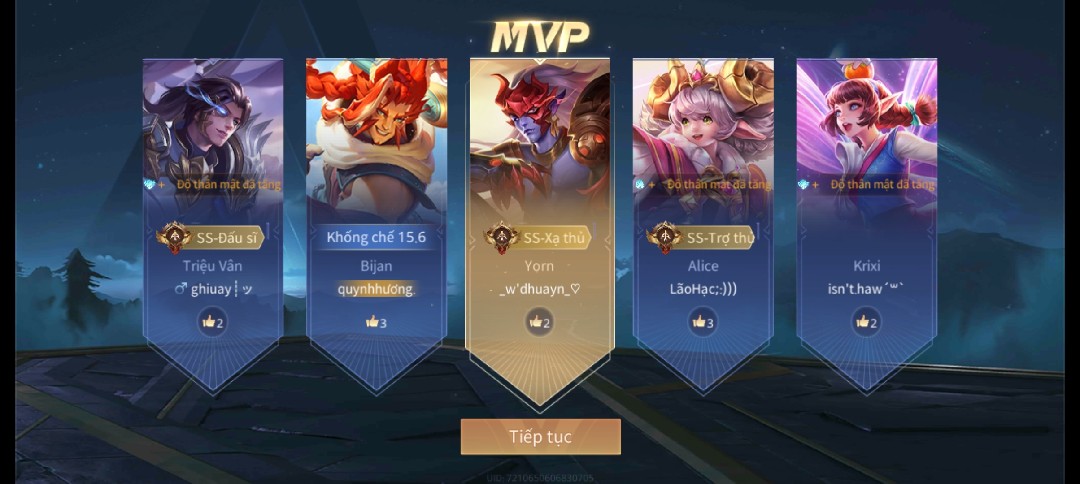 MVP
+ Độ thân mật đã tăng
SS-Đấu sĩ
Triệu Vân
♂ ghiuay┊ッ
2
Khống chế 15.6
Bijan
quynhhương.
3
SS-Xạ thủ
Yorn
_w'dhuayn_♡
2
+ Độ thân mật đã tăng
SS-Trợ thủ
Alice
LãoHạc;:)))
3
+ Độ thân mật đã tăng
Krixi
isn't.haw´꒳`
2
Tiếp tục
UID: 7210650606830705